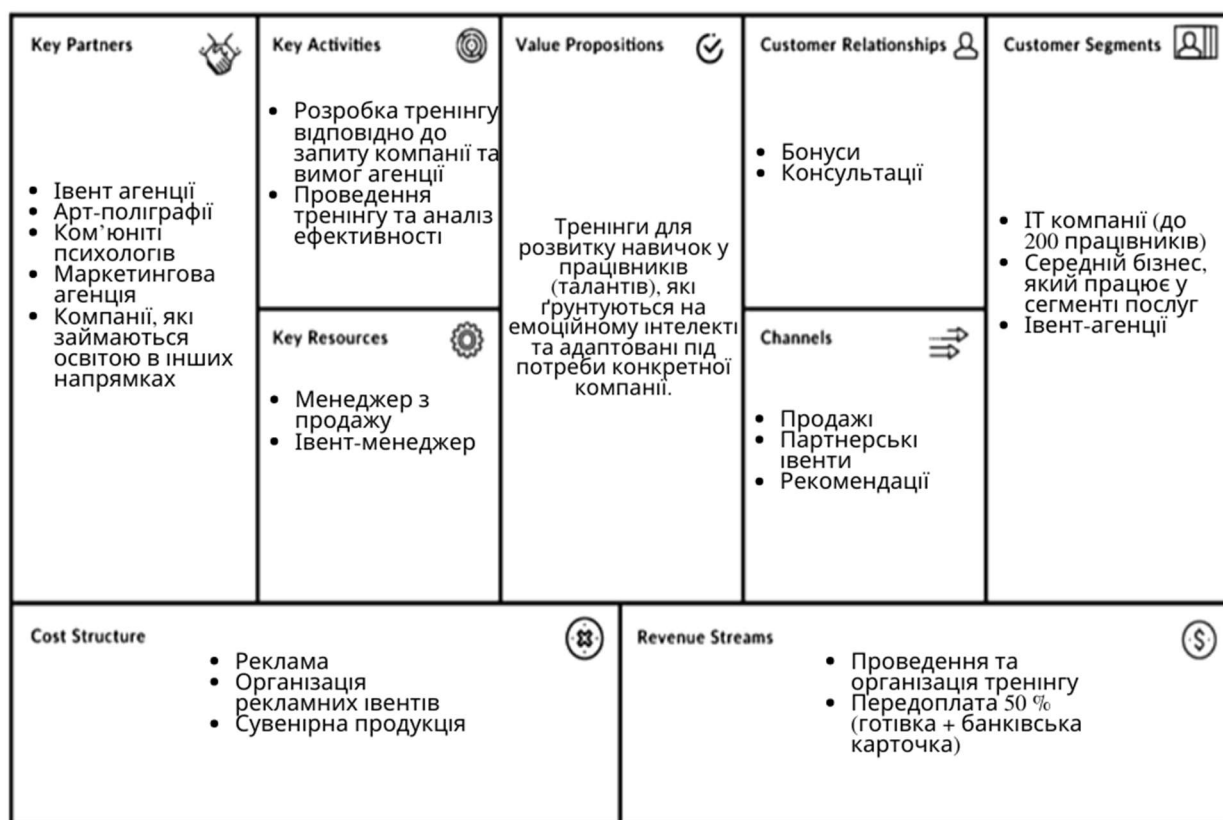 Key Partners
Івент агенції
Арт-поліграфії
Ком’юніті
психологів
Маркетингова
агенція
Компанії, які
займаються
освітою в інших
напрямках
Key Activities
Розробка тренінгу
відповідно до
запиту компанії та
вимог агенції
Проведення
тренінгу та аналіз
ефективності
Key Resources
Менеджер з
продажу
Івент-менеджер
Value Propositions
Тренінги для
розвитку навичок у
працівників
(талантів), які
ґрунтуються на
емоційному інтелекті
та адаптовані під
потреби конкретної
компанії.
Customer Relationships
Бонуси
Консультації
Channels
Продажі
Партнерські
івенти
Рекомендації
Customer Segments
ІТ компанії (до
200 працівників)
Середній бізнес,
який працює у
сегменті послуг
Івент-агенції
Cost Structure
Реклама
Організація
рекламних івентів
Сувенірна продукція
Revenue Streams
$
Проведення та
організація тренінгу
Передоплата 50 %
(готівка + банківська
карточка)